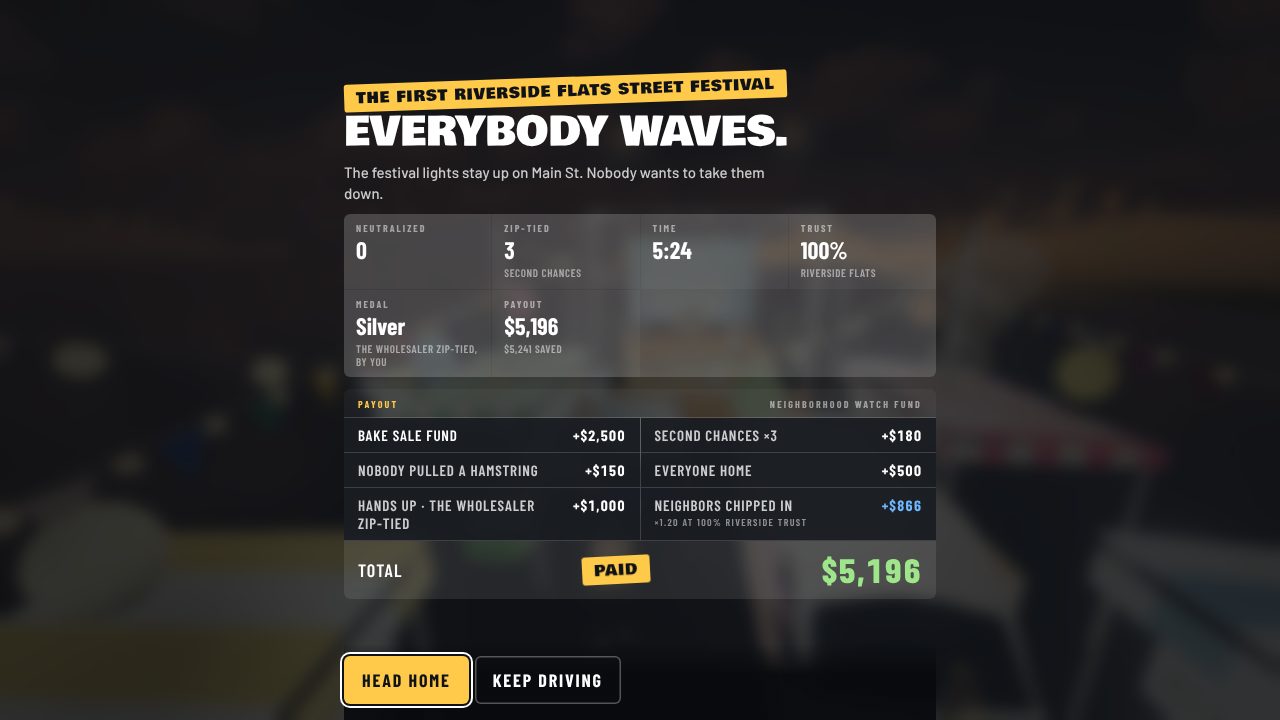 THE FIRST RIVERSIDE FLATS STREET FESTIVAL
EVERYBODY WAVES.
The festival lights stay up on Main St. Nobody wants to take them
down.
NEUTRALIZED
0
ZIP-TIED
3
SECOND CHANCES
TIME
5:24
TRUST
100%
RIVERSIDE FLATS
MEDAL
Silver
THE WHOLESALER ZIP-TIED,
BY YOU
PAYOUT
$5,196
$5,241 SAVED
PAYOUT
NEIGHBORHOOD WATCH FUND
BAKE SALE FUND +$2,500
SECOND CHANCES ×3 +$180
NOBODY PULLED A HAMSTRING +$150
EVERYONE HOME +$500
HANDS UP · THE WHOLESALER +$1,000
ZIP-TIED
NEIGHBORS CHIPPED IN +$866
×1.20 AT 100% RIVERSIDE TRUST
TOTAL PAID $5,196
HEAD HOME
KEEP DRIVING